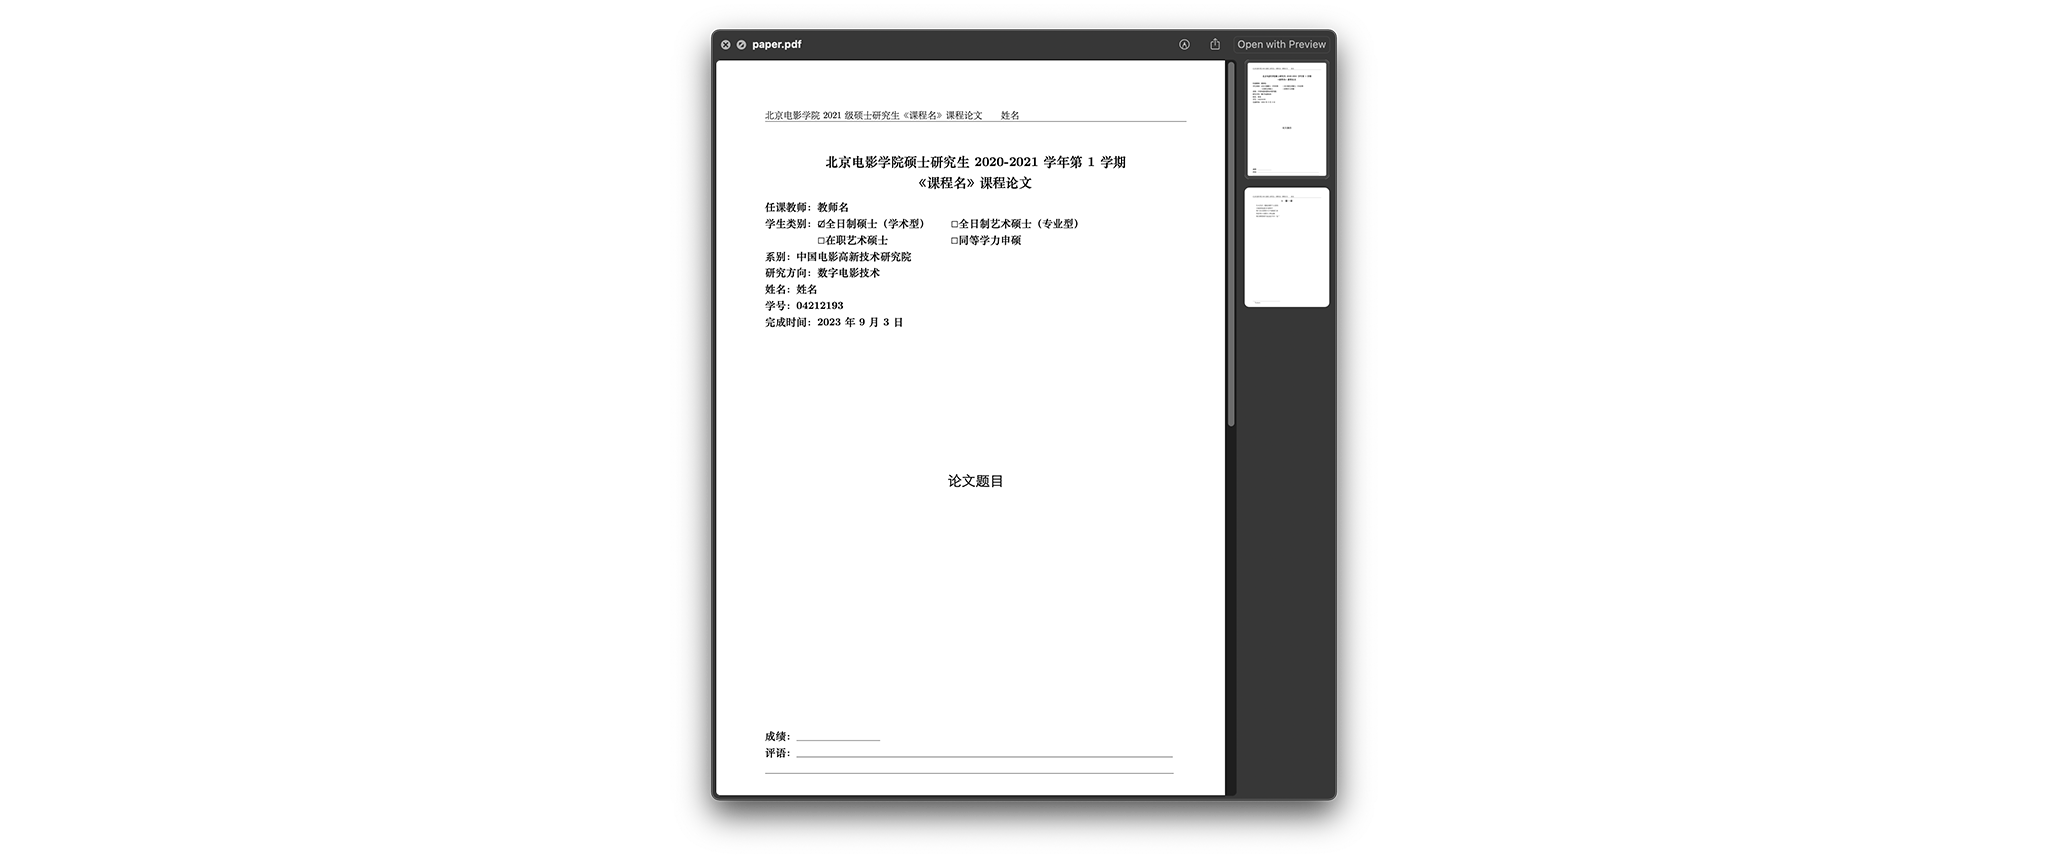 paper.pdf
Open with Preview
北京电影学院 2021 级硕士研究生《课程名》课程论文 姓名
北京电影学院硕士研究生 2020-2021 学年第 1 学期
《课程名》课程论文
任课教师：教师名
学生类别：☑全日制硕士（学术型） □全日制艺术硕士（专业型）
□在职艺术硕士 □同等学力申硕
系别：中国电影高新技术研究院
研究方向：数字电影技术
姓名：姓名
学号：04212193
完成时间：2023 年 9 月 3 日
论文题目
成绩：
评语：